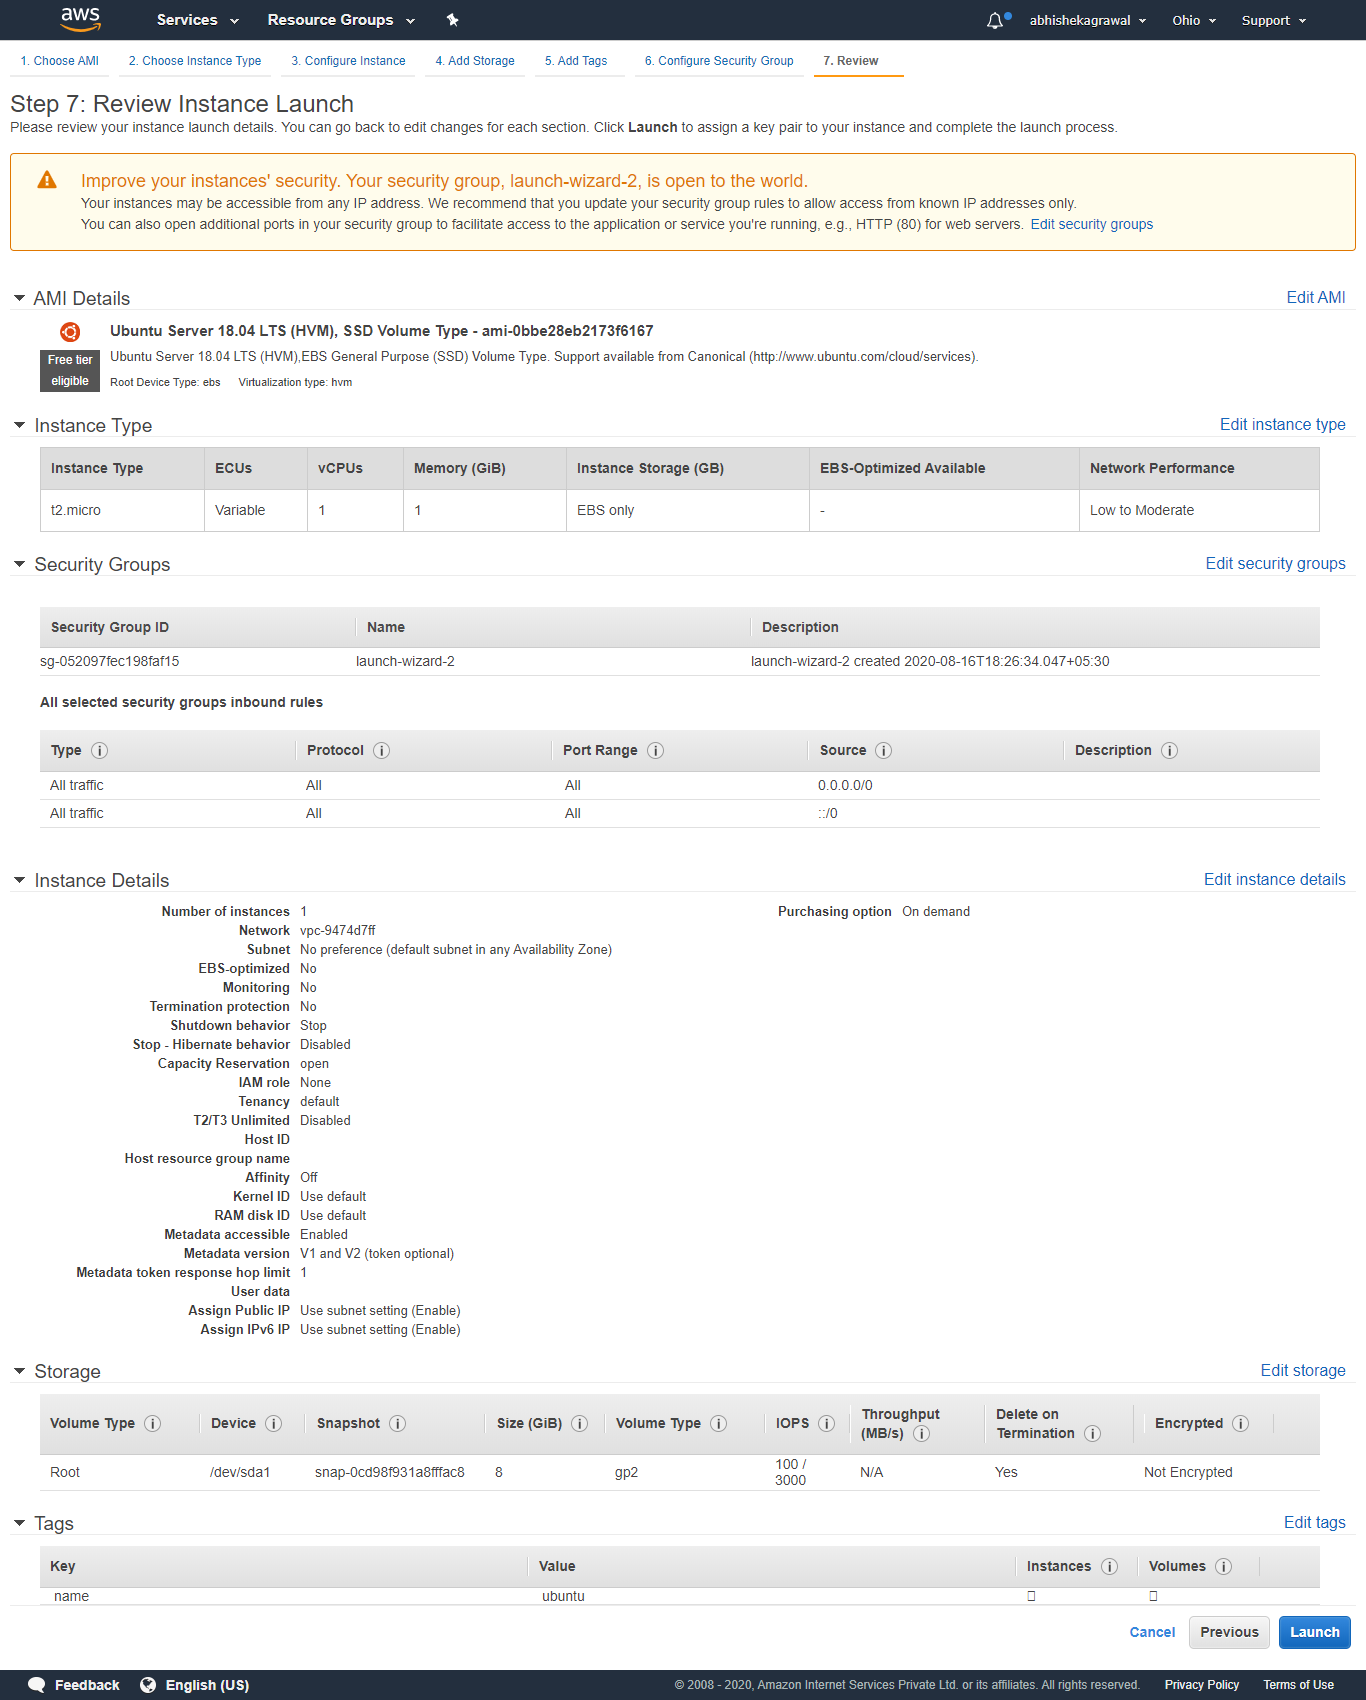 aws Services Resource Groups abhishekagrawal Ohio Support
1. Choose AMI 2. Choose Instance Type 3. Configure Instance 4. Add Storage 5. Add Tags 6. Configure Security Group 7. Review
Step 7: Review Instance Launch
Please review your instance launch details. You can go back to edit changes for each section. Click Launch to assign a key pair to your instance and complete the launch process.
Improve your instances' security. Your security group, launch-wizard-2, is open to the world.
Your instances may be accessible from any IP address. We recommend that you update your security group rules to allow access from known IP addresses only.
You can also open additional ports in your security group to facilitate access to the application or service you're running, e.g., HTTP (80) for web servers. Edit security groups
AMI Details Edit AMI
Ubuntu Server 18.04 LTS (HVM), SSD Volume Type - ami-0bbe28eb2173f6167
Free tier
eligible
Ubuntu Server 18.04 LTS (HVM),EBS General Purpose (SSD) Volume Type. Support available from Canonical (http://www.ubuntu.com/cloud/services).
Root Device Type: ebs Virtualization type: hvm
Instance Type Edit instance type
Instance Type ECUs vCPUs Memory (GiB) Instance Storage (GB) EBS-Optimized Available Network Performance
t2.micro Variable 1 1 EBS only - Low to Moderate
Security Groups Edit security groups
Security Group ID Name Description
sg-052097fec198faf15 launch-wizard-2 launch-wizard-2 created 2020-08-16T18:26:34.047+05:30
All selected security groups inbound rules
Type Protocol Port Range Source Description
All traffic All All 0.0.0.0/0
All traffic All All ::/0
Instance Details Edit instance details
Number of instances 1 Purchasing option On demand
Network vpc-9474d7ff
Subnet No preference (default subnet in any Availability Zone)
EBS-optimized No
Monitoring No
Termination protection No
Shutdown behavior Stop
Stop - Hibernate behavior Disabled
Capacity Reservation open
IAM role None
Tenancy default
T2/T3 Unlimited Disabled
Host ID
Host resource group name
Affinity Off
Kernel ID Use default
RAM disk ID Use default
Metadata accessible Enabled
Metadata version V1 and V2 (token optional)
Metadata token response hop limit 1
User data
Assign Public IP Use subnet setting (Enable)
Assign IPv6 IP Use subnet setting (Enable)
Storage Edit storage
Volume Type Device Snapshot Size (GiB) Volume Type IOPS Throughput (MB/s) Delete on Termination Encrypted
Root /dev/sda1 snap-0cd98f931a8fffac8 8 gp2 100 / 3000 N/A Yes Not Encrypted
Tags Edit tags
Key Value Instances Volumes
name ubuntu
Cancel Previous Launch
Feedback English (US) © 2008 - 2020, Amazon Internet Services Private Ltd. or its affiliates. All rights reserved. Privacy Policy Terms of Use